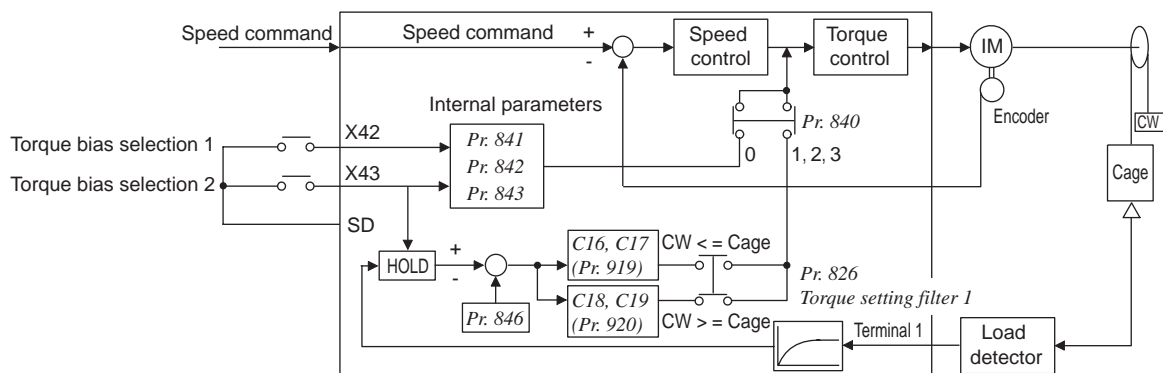 Speed command
Speed command
+
-
Speed
control
Torque
control
IM
Encoder
CW
Cage
Internal parameters
Pr. 841
Pr. 842
Pr. 843
Pr. 840
0
1, 2, 3
Torque bias selection 1
X42
Torque bias selection 2
X43
SD
HOLD
+
-
Pr. 846
C16, C17
(Pr. 919)
CW < = Cage
C18, C19
(Pr. 920)
CW > = Cage
Pr. 826
Torque setting filter 1
Terminal 1
Load
detector